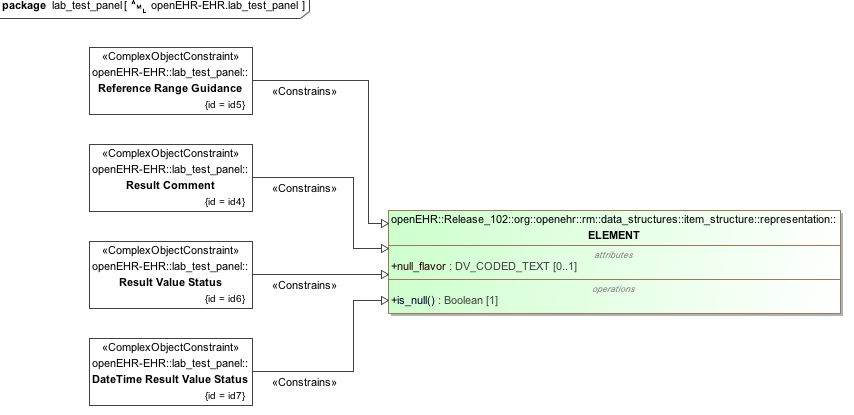 package lab_test_panel [ AML openEHR-EHR.lab_test_panel ]
«ComplexObjectConstraint»
openEHR-EHR::lab_test_panel::
Reference Range Guidance
{id = id5}
«Constrains»
«ComplexObjectConstraint»
openEHR-EHR::lab_test_panel::
Result Comment
{id = id4}
«Constrains»
«ComplexObjectConstraint»
openEHR-EHR::lab_test_panel::
Result Value Status
{id = id6}
«Constrains»
«ComplexObjectConstraint»
openEHR-EHR::lab_test_panel::
DateTime Result Value Status
{id = id7}
«Constrains»
openEHR::Release_102::org::openehr::rm::data_structures::item_structure::representation::
ELEMENT
attributes
+null_flavor : DV_CODED_TEXT [0..1]
operations
+is_null() : Boolean [1]